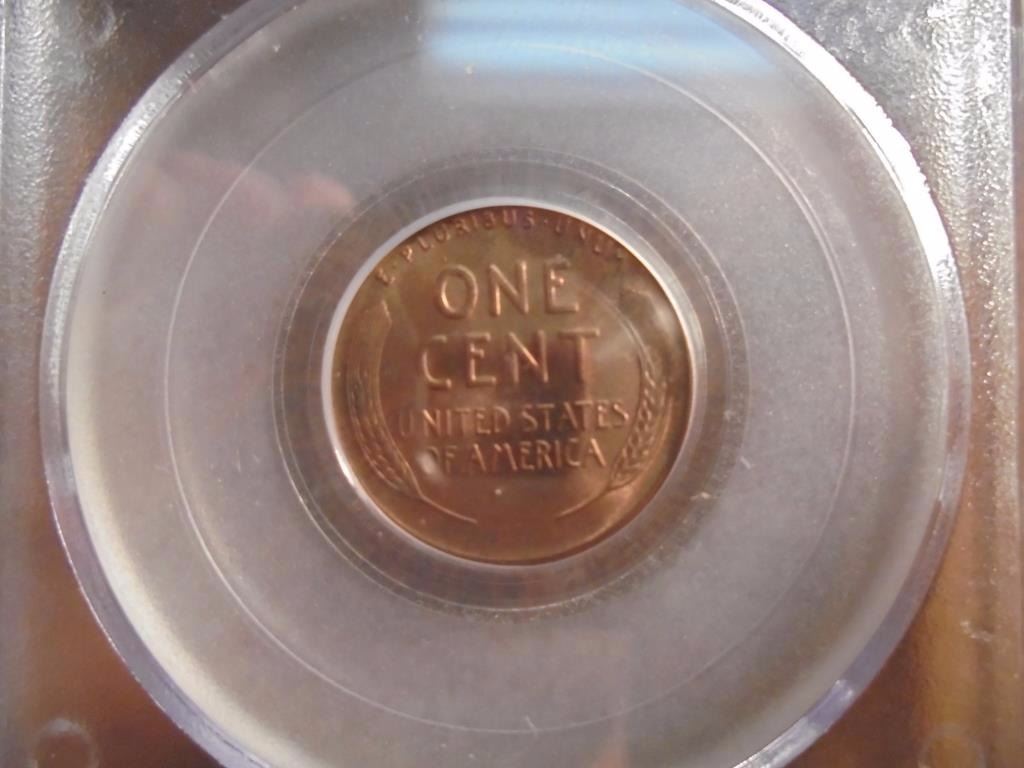 E·PLURIBUS·UNUM
ONE
CENT
UNITED STATES
OF AMERICA